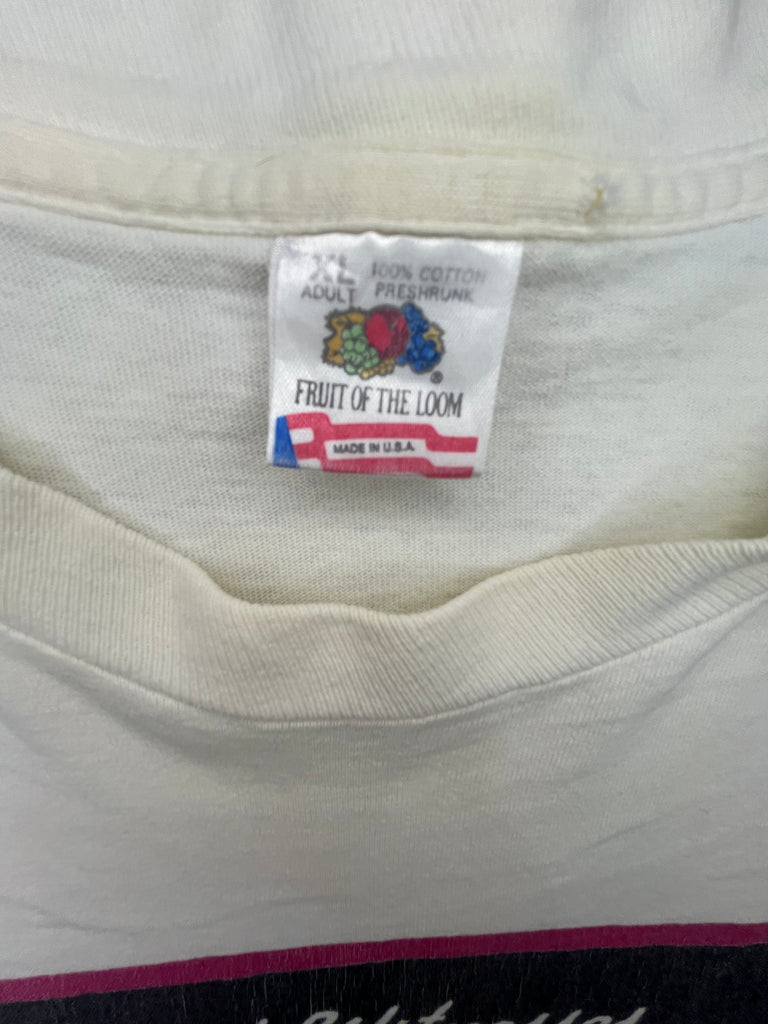 XL 100% COTTON
ADULT PRESHRUNK
®
FRUIT OF THE LOOM
MADE IN U.S.A.